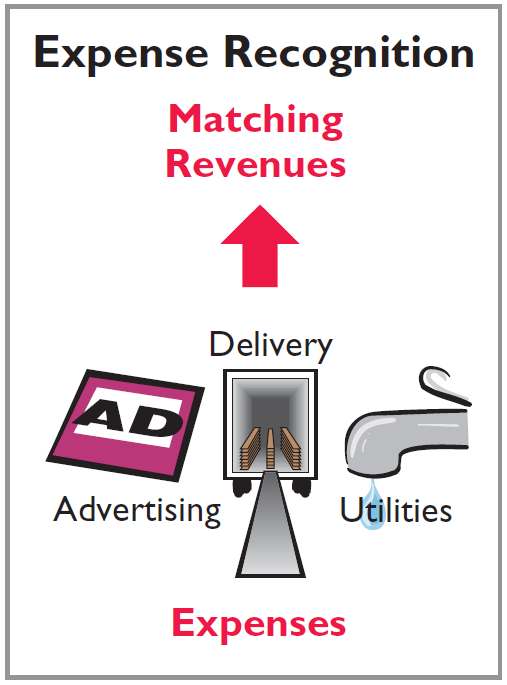 Expense Recognition
Matching
Revenues
Delivery
AD
Advertising
Utilities
Expenses